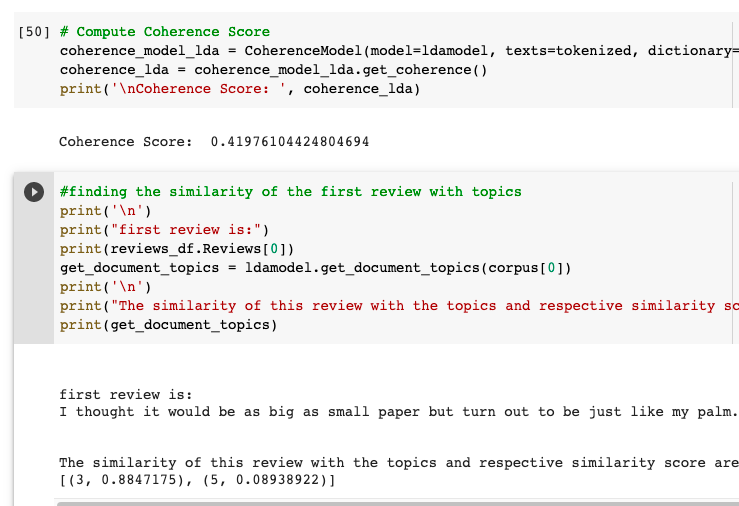 [50] # Compute Coherence Score
coherence_model_lda = CoherenceModel(model=ldamodel, texts=tokenized, dictionary=
coherence_lda = coherence_model_lda.get_coherence()
print('\nCoherence Score: ', coherence_lda)
Coherence Score:  0.41976104424804694
#finding the similarity of the first review with topics
print('\n')
print("first review is:")
print(reviews_df.Reviews[0])
get_document_topics = ldamodel.get_document_topics(corpus[0])
print('\n')
print("The similarity of this review with the topics and respective similarity sc
print(get_document_topics)
first review is:
I thought it would be as big as small paper but turn out to be just like my palm.
The similarity of this review with the topics and respective similarity score are
[(3, 0.8847175), (5, 0.08938922)]